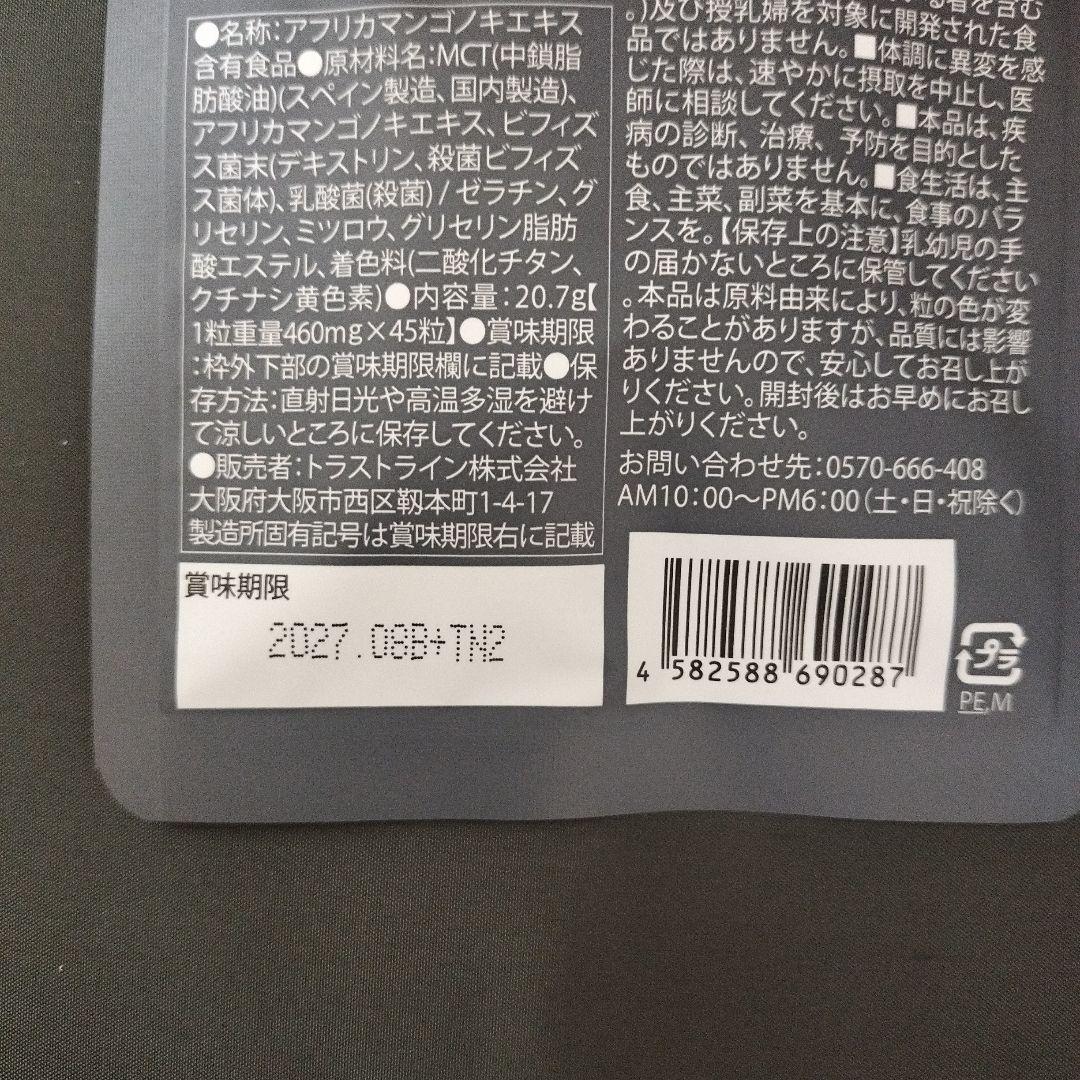 ●名称:アフリカマンゴノキエキス
含有食品●原材料名:MCT(中鎖脂
肪酸油)(スペイン製造、国内製造)、
アフリカマンゴノキエキス、ビフィズ
ス菌末(デキストリン、殺菌ビフィズ
ス菌体)、乳酸菌(殺菌) / ゼラチン、グ
リセリン、ミツロウ、グリセリン脂肪
酸エステル、着色料(二酸化チタン、
クチナシ黄色素)●内容量:20.7g【
1粒重量460mg×45粒】●賞味期限
:枠外下部の賞味期限欄に記載●保
存方法:直射日光や高温多湿を避け
て涼しいところに保存してください。
●販売者:トラストライン株式会社
大阪府大阪市西区靱本町1-4-17
製造所固有記号は賞味期限右に記載
賞味期限
2027.08B+TN2
る者を含む
。)及び授乳婦を対象に開発された食
品ではありません。■体調に異変を感
じた際は、速やかに摂取を中止し、医
師に相談してください。■本品は、疾
病の診断、治療、予防を目的とした
ものではありません。■食生活は、主
食、主菜、副菜を基本に、食事のバラ
ンスを。【保存上の注意】乳幼児の手
の届かないところに保管してください
。本品は原料由来により、粒の色が変
わることがありますが、品質には影響
ありませんので、安心してお召し上が
りください。開封後はお早めにお召し
上がりください。
お問い合わせ先:0570-666-408
AM10:00～PM6:00(土・日・祝除く)
4 582588 690287
プラ
PE,M